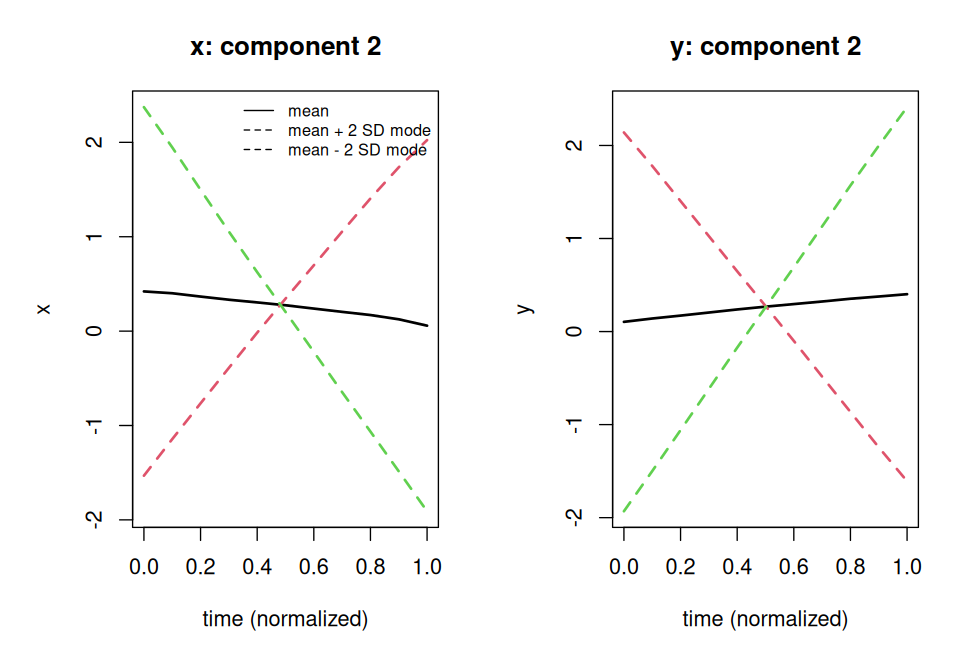 x: component 2
mean
mean + 2 SD mode
mean - 2 SD mode
2
1
0
-1
-2
x
0.0 0.2 0.4 0.6 0.8 1.0
time (normalized)
y: component 2
2
1
0
-1
-2
y
0.0 0.2 0.4 0.6 0.8 1.0
time (normalized)